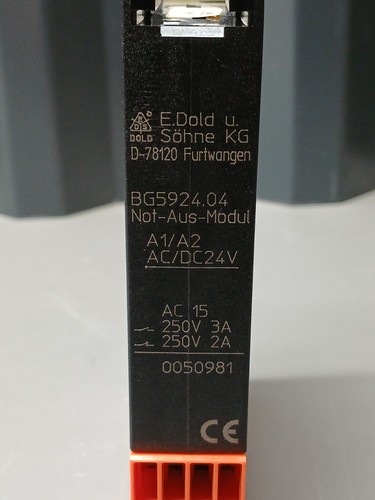 E.Dold u.
Söhne KG
DOLD
D-78120 Furtwangen
BG5924.04
Not-Aus-Modul
A1/A2
AC/DC24V
AC 15
250V 3A
250V 2A
0050981
CE